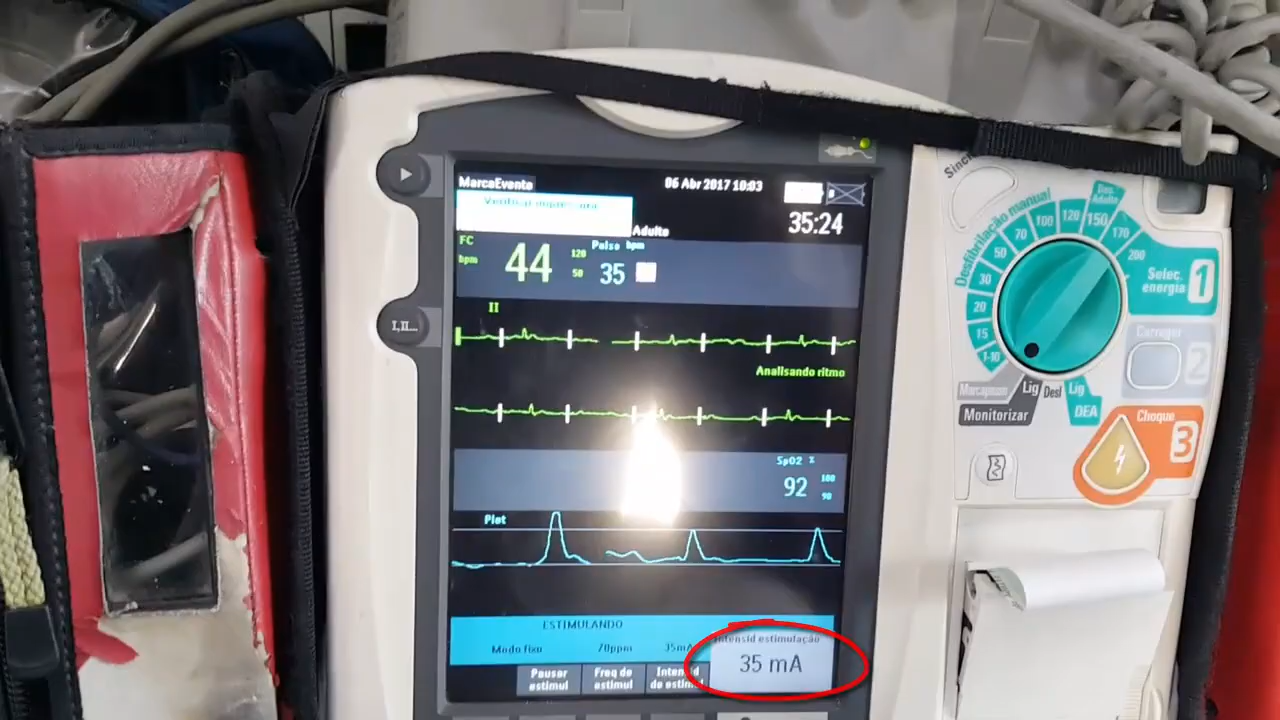 MarcaEvento
06 Abr 2017 10:03
Verificar impressora
Adulto
35:24
FC
bpm
44
120
50
Pulso bpm
35
II
Analisando ritmo
SpO2 %
92
100
90
Plet
ESTIMULANDO
Modo fixo 70ppm 35mA
Intensid estimulação
35 mA
Pausar
estimul
Freq de
estimul
Intensid
de estimul
I,II...
Desfibrilação manual
1-10
15
20
30
50
70
100
120
150
170
200
Des.
Adulto
Selec.
energia
1
Carregar
2
Choque
3
Marcapasso
Monitorizar
Lig
Desl
Lig
DEA